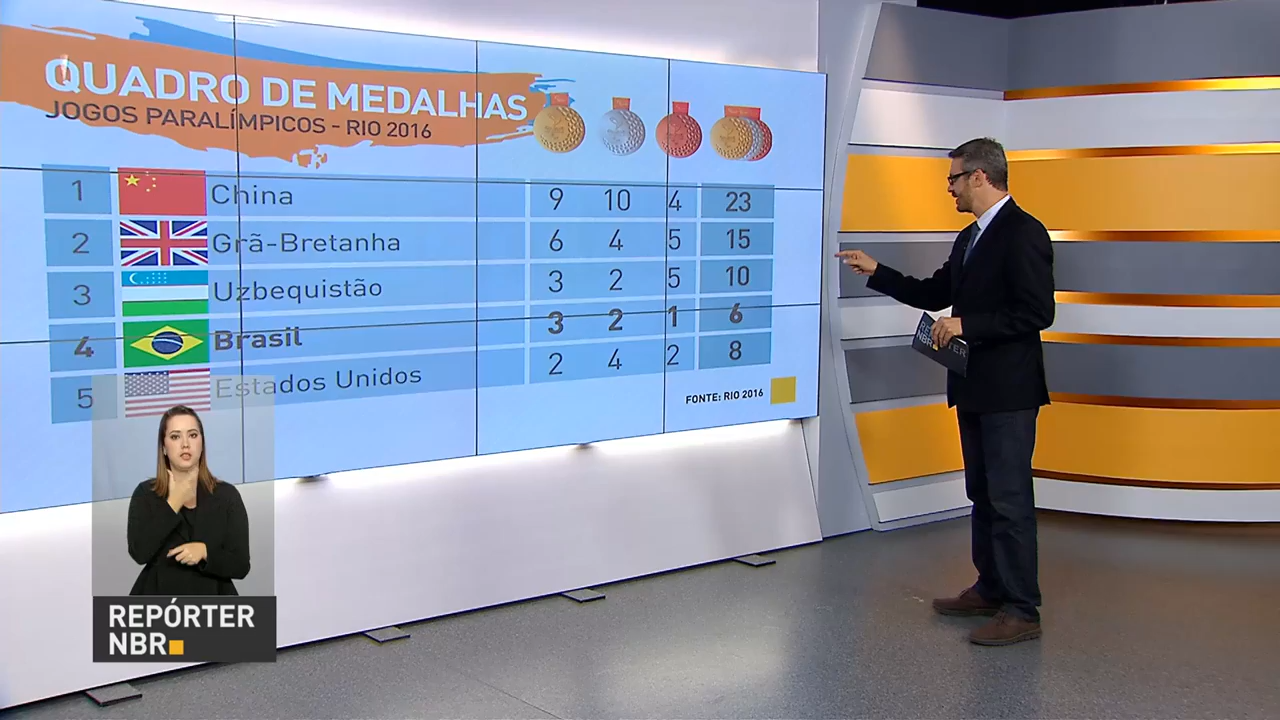 QUADRO DE MEDALHAS
JOGOS PARALÍMPICOS - RIO 2016
1 China 9 10 4 23
2 Grã-Bretanha 6 4 5 15
3 Uzbequistão 3 2 5 10
4 Brasil 3 2 1 6
5 Estados Unidos 2 4 2 8
FONTE: RIO 2016
REPÓRTER
NBR
REPÓRTER
NBR